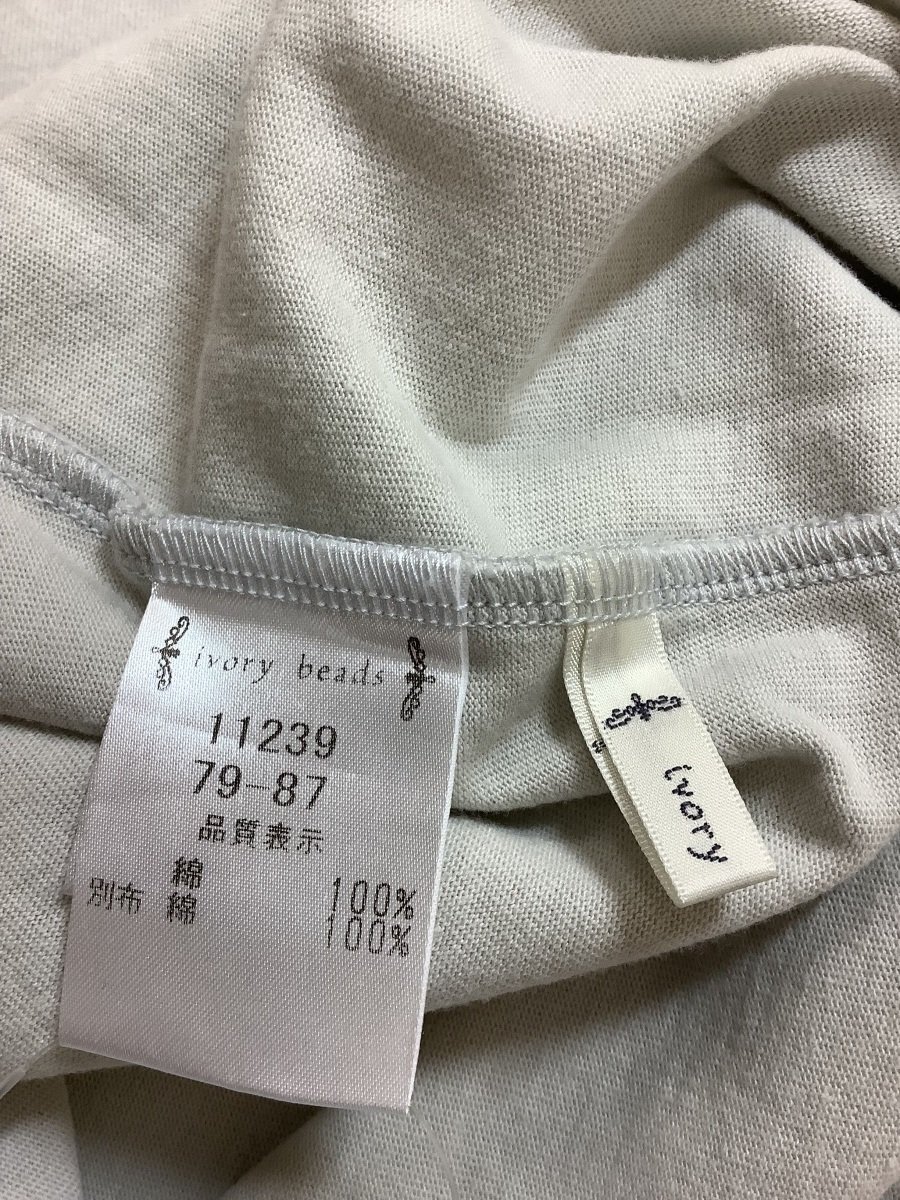 ivory beads
11239
79-87
品質表示
綿 100%
別布 綿 100%
ivory